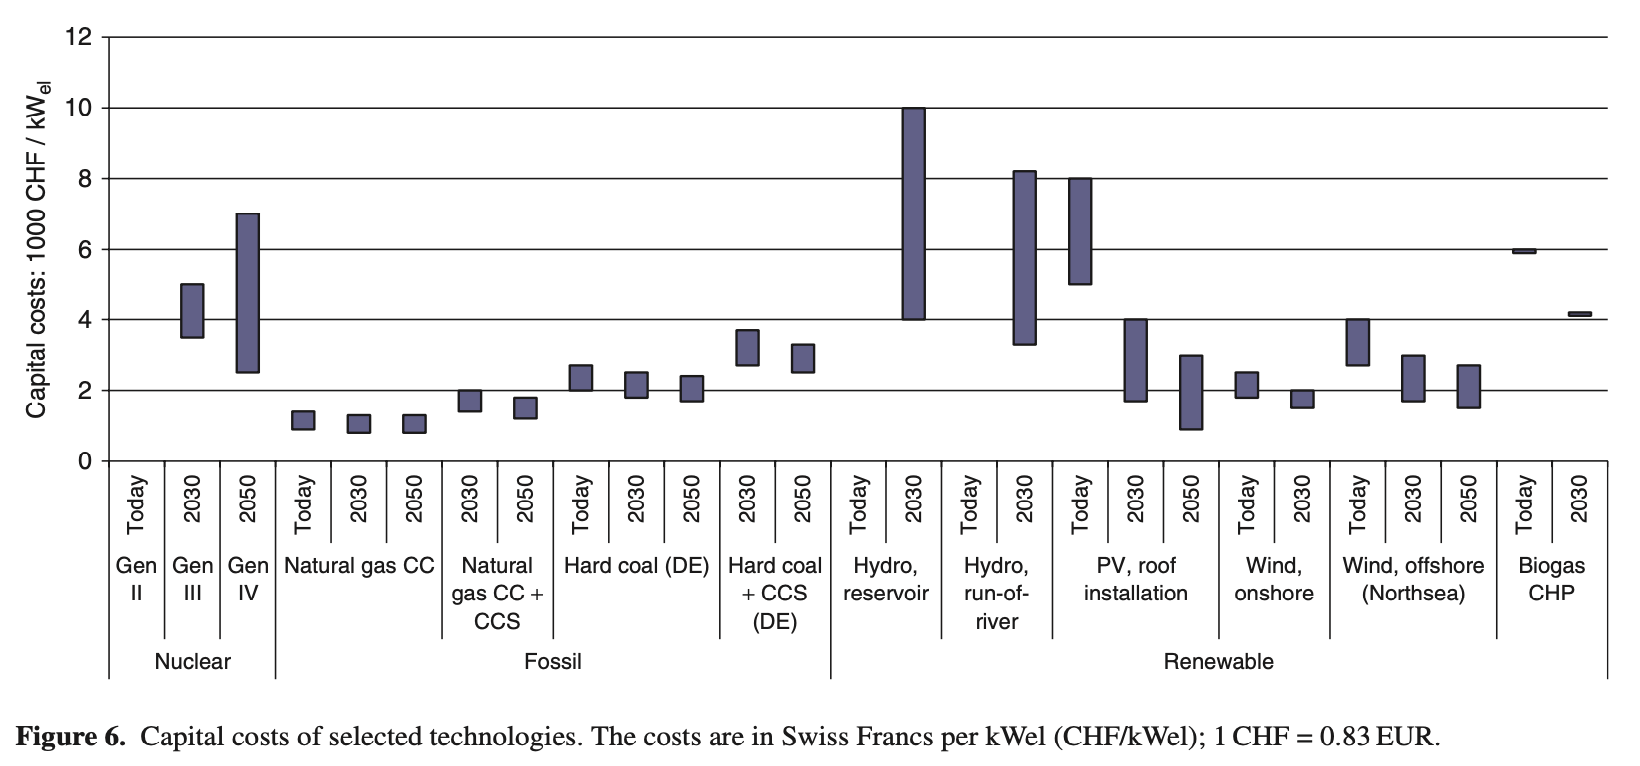 Capital costs: 1000 CHF / kWel
12
10
8
6
4
2
0
Today 2030 2050 Today 2030 2050 2030 2050 Today 2030 2050 2030 2050 Today 2030 Today 2030 Today 2030 2050 Today 2030 Today 2030 2050 Today 2030
Gen II
Gen III
Gen IV
Natural gas CC
Natural gas CC + CCS
Hard coal (DE)
Hard coal + CCS (DE)
Hydro, reservoir
Hydro, run-of-river
PV, roof installation
Wind, onshore
Wind, offshore (Northsea)
Biogas CHP
Nuclear Fossil Renewable
Figure 6. Capital costs of selected technologies. The costs are in Swiss Francs per kWel (CHF/kWel); 1 CHF = 0.83 EUR.